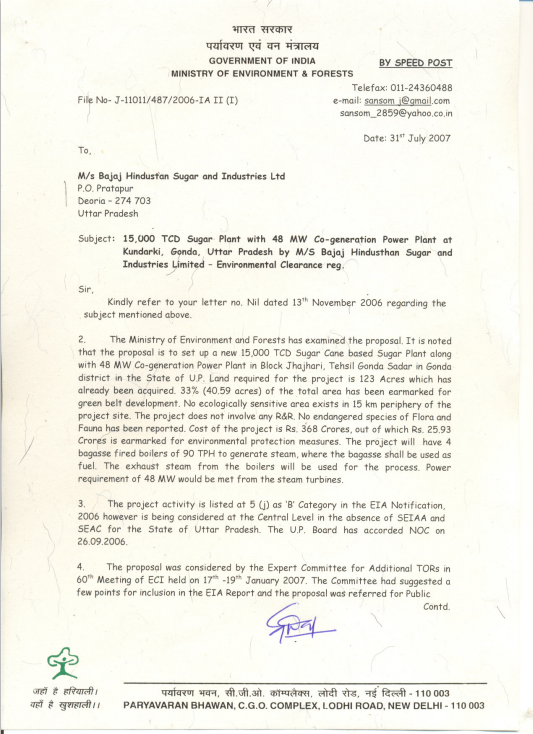 भारत सरकार
पर्यावरण एवं वन मंत्रालय
GOVERNMENT OF INDIA
MINISTRY OF ENVIRONMENT & FORESTS
BY SPEED POST
Telefax: 011-24360488
File No- J-11011/487/2006-IA II (I)
e-mail: sansom_j@gmail.com
sansom_2859@yahoo.co.in
Date: 31st July 2007
To,
M/s Bajaj Hindustan Sugar and Industries Ltd
P.O. Pratapur
Deoria – 274 703
Uttar Pradesh
Subject: 15,000 TCD Sugar Plant with 48 MW Co-generation Power Plant at
Kundarki, Gonda, Uttar Pradesh by M/S Bajaj Hindusthan Sugar and
Industries Limited - Environmental Clearance reg.
Sir,
Kindly refer to your letter no. Nil dated 13th November 2006 regarding the
subject mentioned above.
2. The Ministry of Environment and Forests has examined the proposal. It is noted
that the proposal is to set up a new 15,000 TCD Sugar Cane based Sugar Plant along
with 48 MW Co-generation Power Plant in Block Jhajhari, Tehsil Gonda Sadar in Gonda
district in the State of U.P. Land required for the project is 123 Acres which has
already been acquired. 33% (40.59 acres) of the total area has been earmarked for
green belt development. No ecologically sensitive area exists in 15 km periphery of the
project site. The project does not involve any R&R. No endangered species of Flora and
Fauna has been reported. Cost of the project is Rs. 368 Crores, out of which Rs. 25.93
Crores is earmarked for environmental protection measures. The project will have 4
bagasse fired boilers of 90 TPH to generate steam, where the bagasse shall be used as
fuel. The exhaust steam from the boilers will be used for the process. Power
requirement of 48 MW would be met from the steam turbines.
3. The project activity is listed at 5 (j) as 'B' Category in the EIA Notification,
2006 however is being considered at the Central Level in the absence of SEIAA and
SEAC for the State of Uttar Pradesh. The U.P. Board has accorded NOC on
26.09.2006.
4. The proposal was considered by the Expert Committee for Additional TORs in
60th Meeting of ECI held on 17th -19th January 2007. The Committee had suggested a
few points for inclusion in the EIA Report and the proposal was referred for Public
Contd.
जहाँ है हरियाली।
वहाँ है खुशहाली।।
पर्यावरण भवन, सी.जी.ओ. कॉम्पलैक्स, लोदी रोड, नई दिल्ली - 110 003
PARYAVARAN BHAWAN, C.G.O. COMPLEX, LODHI ROAD, NEW DELHI - 110 003